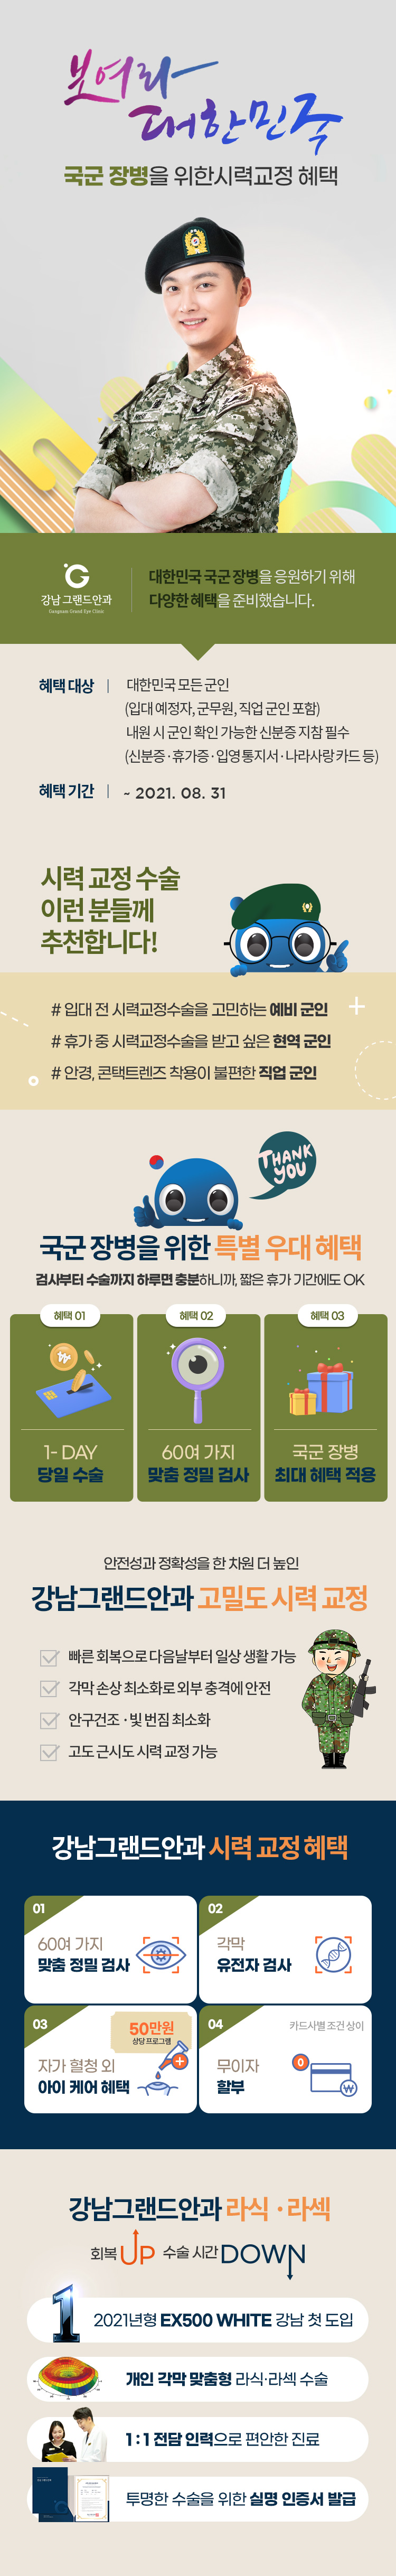 보여라
대한민국
국군 장병을 위한시력교정 혜택
강남 그랜드안과
Gangnam Grand Eye Clinic
대한민국 국군 장병을 응원하기 위해
다양한 혜택을 준비했습니다.
혜택 대상 | 대한민국 모든 군인
(입대 예정자, 군무원, 직업 군인 포함)
내원 시 군인 확인 가능한 신분증 지참 필수
(신분증·휴가증·입영통지서·나라사랑카드 등)
혜택 기간 | ~ 2021. 08. 31
시력 교정 수술
이런 분들께
추천합니다!
# 입대 전 시력교정수술을 고민하는 예비 군인
# 휴가 중 시력교정수술을 받고 싶은 현역 군인
# 안경, 콘택트렌즈 착용이 불편한 직업 군인
THANK
YOU
국군 장병을 위한 특별 우대 혜택
검사부터 수술까지 하루면 충분하니까, 짧은 휴가 기간에도 OK
혜택 01
1- DAY
당일 수술
혜택 02
60여 가지
맞춤 정밀 검사
혜택 03
국군 장병
최대 혜택 적용
안전성과 정확성을 한 차원 더 높인
강남그랜드안과 고밀도 시력 교정
빠른 회복으로 다음날부터 일상 생활 가능
각막 손상 최소화로 외부 충격에 안전
안구건조 · 빛 번짐 최소화
고도 근시도 시력 교정 가능
강남그랜드안과 시력 교정 혜택
01
60여 가지
맞춤 정밀 검사
02
각막
유전자 검사
03
50만원
상당 프로그램
자가 혈청 외
아이 케어 혜택
04
카드사별 조건 상이
무이자
할부
0
₩
강남그랜드안과 라식 · 라섹
회복 UP 수술 시간 DOWN
1
2021년형 EX500 WHITE 강남 첫 도입
개인 각막 맞춤형 라식·라섹 수술
1 : 1 전담 인력으로 편안한 진료
투명한 수술을 위한 실명 인증서 발급